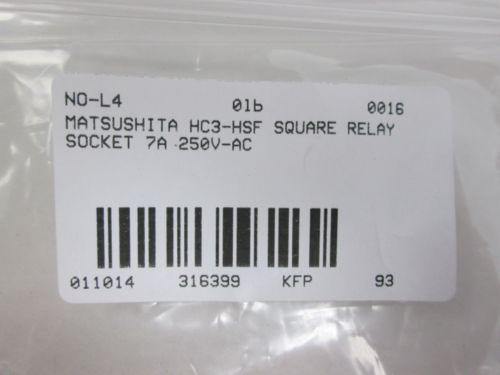 NO-L4 01b 0016
MATSUSHITA HC3-HSF SQUARE RELAY
SOCKET 7A 250V-AC
011014 316399 KFP 93